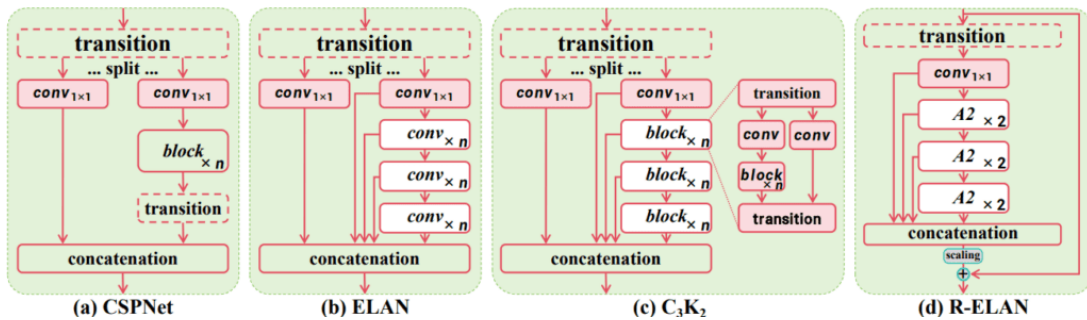 transition
... split ...
conv1×1
conv1×1
block × n
transition
concatenation
(a) CSPNet
transition
... split ...
conv1×1
conv1×1
conv × n
conv × n
conv × n
concatenation
(b) ELAN
transition
... split ...
conv1×1
conv1×1
block × n
block × n
block × n
concatenation
transition
conv
conv
block × n
transition
(c) C₃K₂
transition
conv1×1
A2 × 2
A2 × 2
A2 × 2
concatenation
scaling
+
(d) R-ELAN